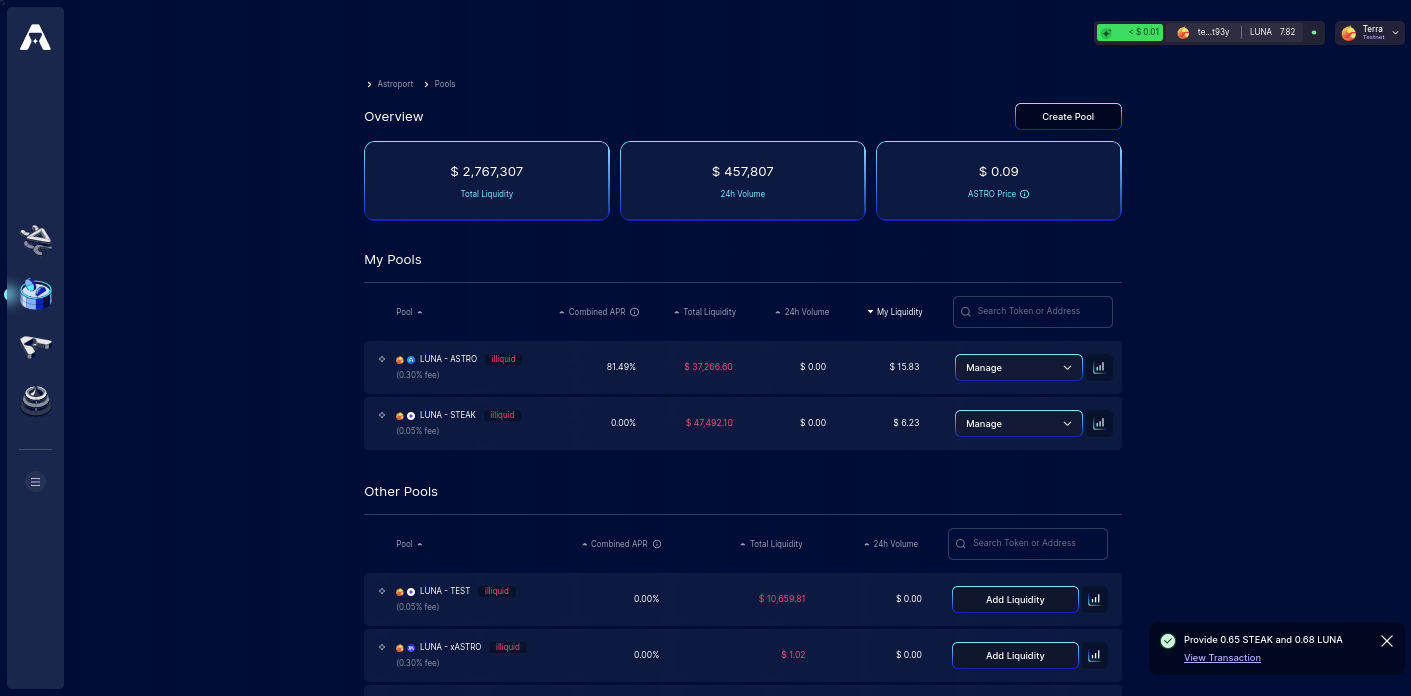 < $ 0.01 te...t93y LUNA 7.82 Terra
Testnet
Astroport Pools
Overview
Create Pool
$ 2,767,307 $ 457,807 $ 0.09
Total Liquidity 24h Volume ASTRO Price
My Pools
Pool Combined APR Total Liquidity 24h Volume My Liquidity Search Token or Address
LUNA - ASTRO illiquid 81.49% $ 37,266.60 $ 0.00 $ 15.83 Manage
(0.30% fee)
LUNA - STEAK illiquid 0.00% $ 47,492.10 $ 0.00 $ 6.23 Manage
(0.05% fee)
Other Pools
Pool Combined APR Total Liquidity 24h Volume Search Token or Address
LUNA - TEST illiquid 0.00% $ 10,659.81 $ 0.00 Add Liquidity
(0.05% fee)
LUNA - xASTRO illiquid 0.00% $ 1.02 $ 0.00 Add Liquidity
(0.30% fee)
Provide 0.65 STEAK and 0.68 LUNA
View Transaction